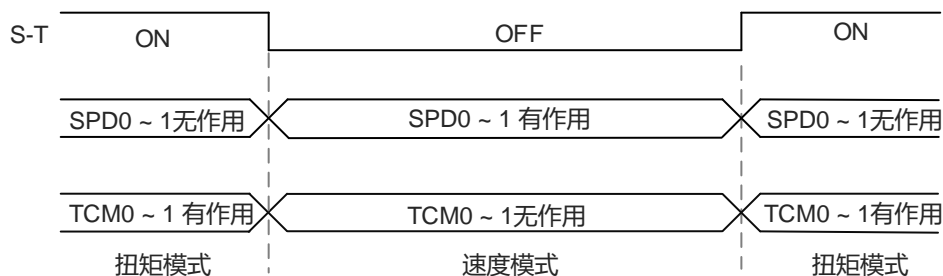 S-T ON OFF ON
SPD0 ~ 1无作用 SPD0 ~ 1 有作用 SPD0 ~ 1无作用
TCM0 ~ 1 有作用 TCM0 ~ 1无作用 TCM0 ~ 1有作用
扭矩模式 速度模式 扭矩模式